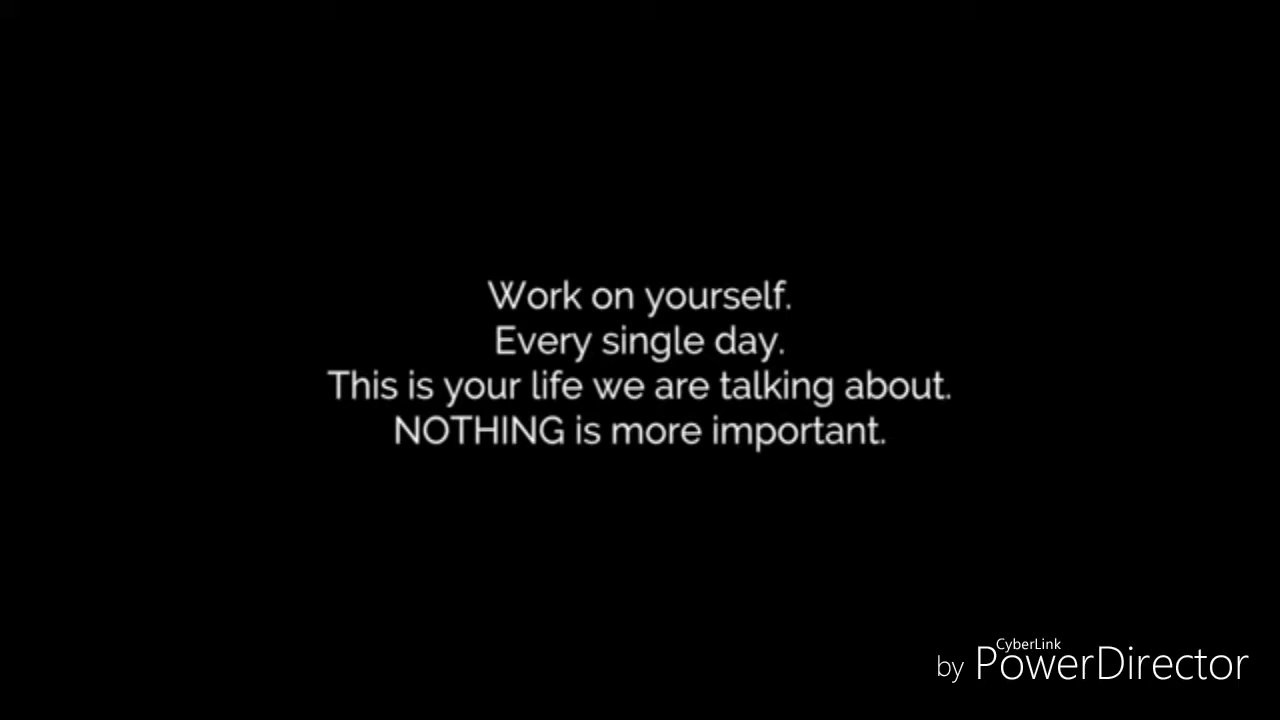 Work on yourself.
Every single day.
This is your life we are talking about.
NOTHING is more important.
CyberLink
by PowerDirector